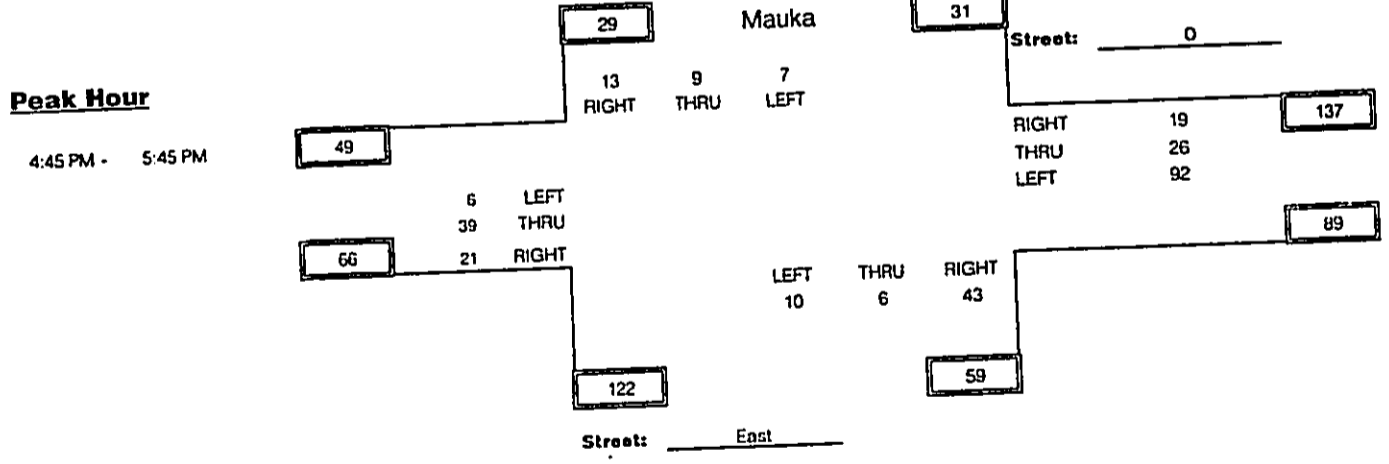 29 Mauka 31
Street: 0
Peak Hour
13 9 7
RIGHT THRU LEFT
137
RIGHT 19
THRU 26
LEFT 92
4:45 PM - 5:45 PM
49
6 LEFT
39 THRU
21 RIGHT
66
89
LEFT THRU RIGHT
10 6 43
122
59
Street: East